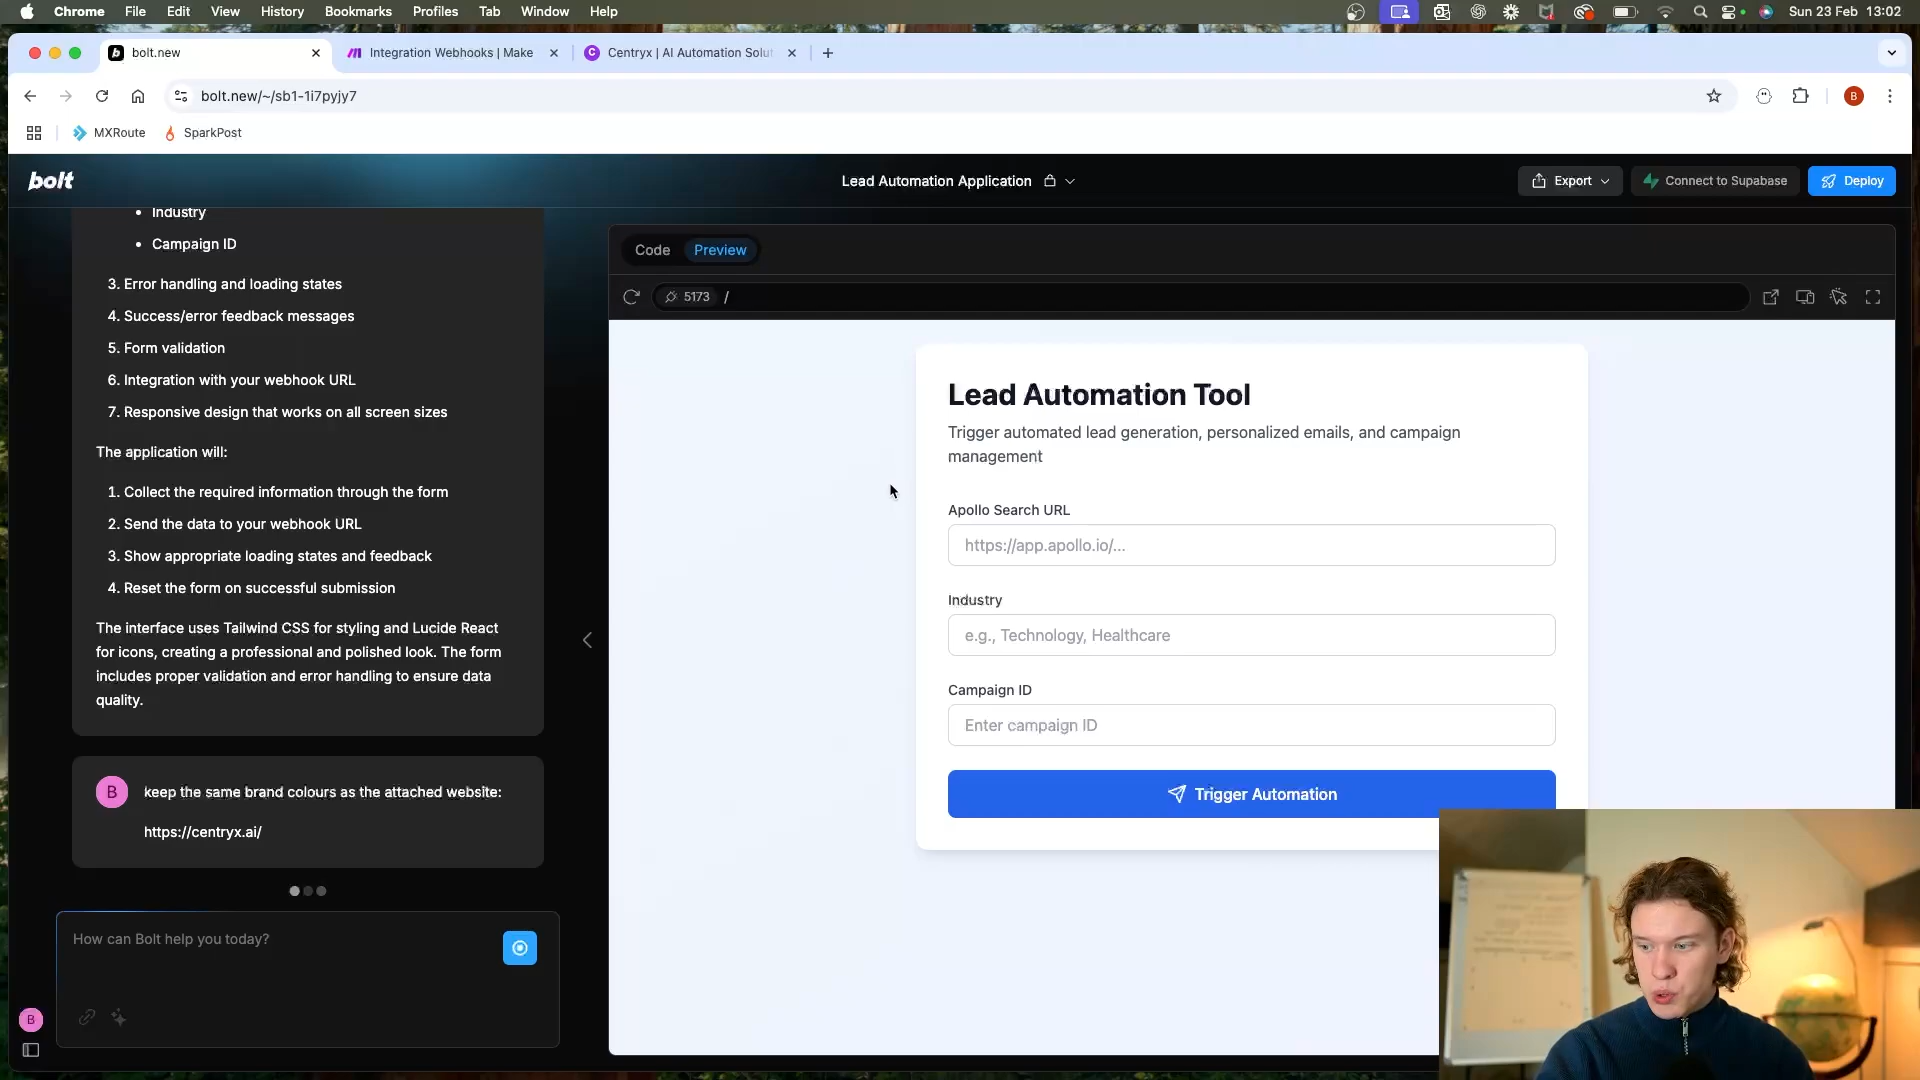 Chrome File Edit View History Bookmarks Profiles Tab Window Help Sun 23 Feb 13:02
bolt.new Integration Webhooks | Make Centryx | AI Automation Solut
bolt.new/~/sb1-1i7pyjy7 B
MXRoute SparkPost
bolt Lead Automation Application Export Connect to Supabase Deploy
• Industry
• Campaign ID
3. Error handling and loading states
4. Success/error feedback messages
5. Form validation
6. Integration with your webhook URL
7. Responsive design that works on all screen sizes
The application will:
1. Collect the required information through the form
2. Send the data to your webhook URL
3. Show appropriate loading states and feedback
4. Reset the form on successful submission
The interface uses Tailwind CSS for styling and Lucide React
for icons, creating a professional and polished look. The form
includes proper validation and error handling to ensure data
quality.
B keep the same brand colours as the attached website:
https://centryx.ai/
How can Bolt help you today?
B
Code Preview
5173 /
Lead Automation Tool
Trigger automated lead generation, personalized emails, and campaign
management
Apollo Search URL
https://app.apollo.io/...
Industry
e.g., Technology, Healthcare
Campaign ID
Enter campaign ID
Trigger Automation